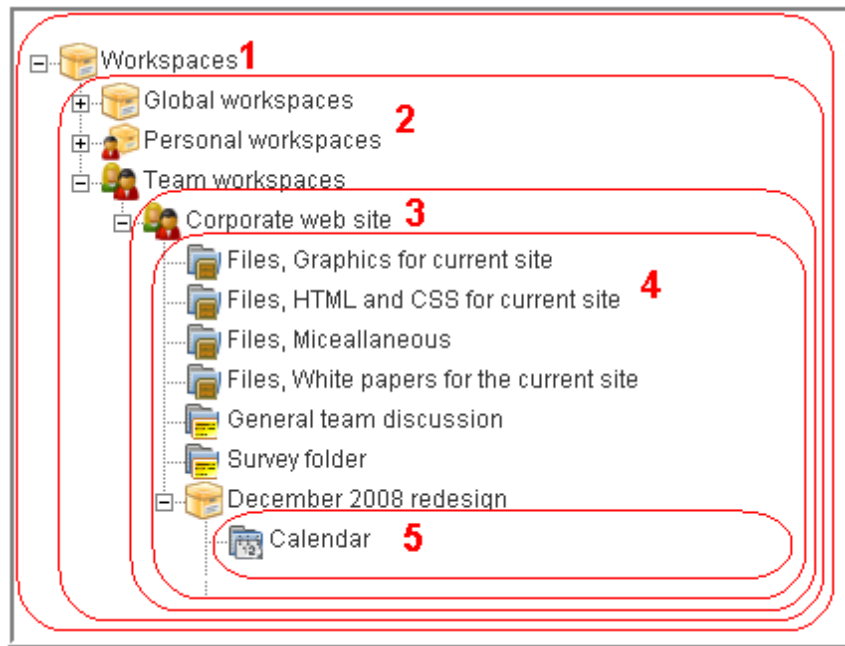 Workspaces 1
Global workspaces
2
Personal workspaces
Team workspaces
Corporate web site 3
Files, Graphics for current site
4
Files, HTML and CSS for current site
Files, Miceallaneous
Files, White papers for the current site
General team discussion
Survey folder
December 2008 redesign
Calendar 5